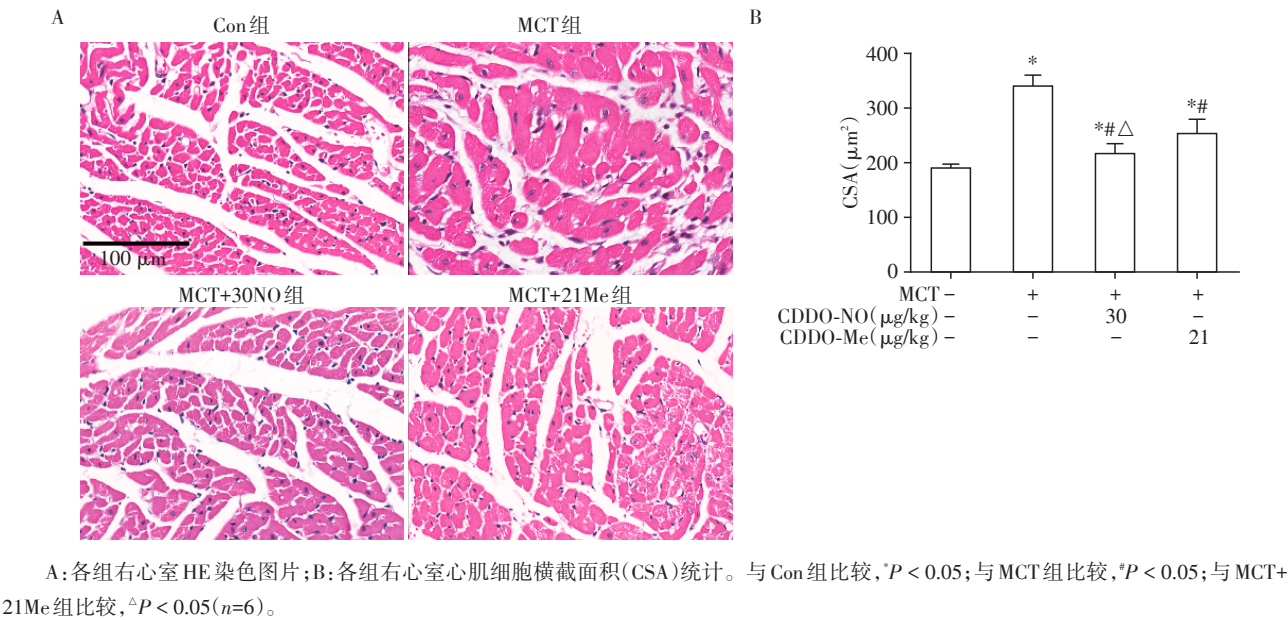 A
Con组
MCT组
100 μm
MCT+30NO组
MCT+21Me组
B
CSA(μm²)
400
300
200
100
0
*
*#△
*#
MCT − + + +
CDDO-NO(μg/kg) − − 30 −
CDDO-Me(μg/kg) − − − 21
A:各组右心室HE染色图片;B:各组右心室心肌细胞横截面积(CSA)统计。与Con组比较,*P < 0.05;与MCT组比较,#P < 0.05;与MCT+
21Me组比较,△P < 0.05(n=6)。